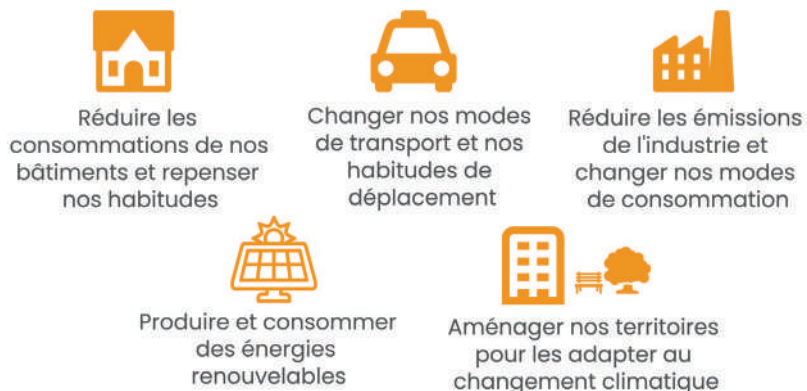 Réduire les
consommations de nos
bâtiments et repenser
nos habitudes
Changer nos modes
de transport et nos
habitudes de
déplacement
Réduire les émissions
de l'industrie et
changer nos modes
de consommation
Produire et consommer
des énergies
renouvelables
Aménager nos territoires
pour les adapter au
changement climatique